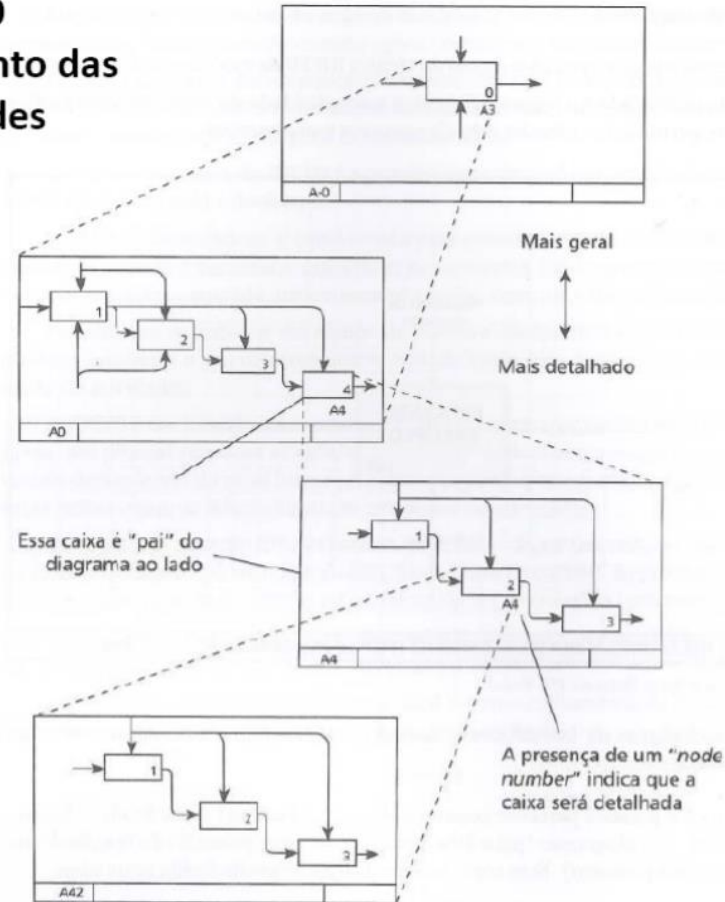 0
nto das
des
0
A3
A-0
Mais geral
Mais detalhado
1
2
3
4
A4
A0
Essa caixa é "pai" do
diagrama ao lado
1
2
A4
3
A4
A presença de um "node
number" indica que a
caixa será detalhada
1
2
3
A42